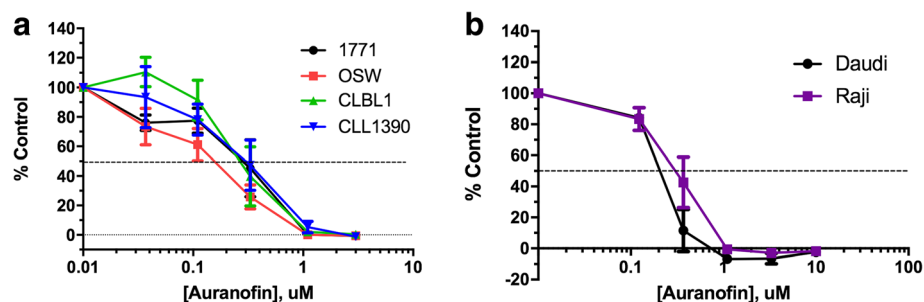 a
140
120
100
80
60
40
20
0
% Control
0.01
0.1
1
10
[Auranofin], uM
1771
OSW
CLBL1
CLL1390
b
140
120
100
80
60
40
20
0
-20
% Control
0.1
1
10
100
[Auranofin], uM
Daudi
Raji